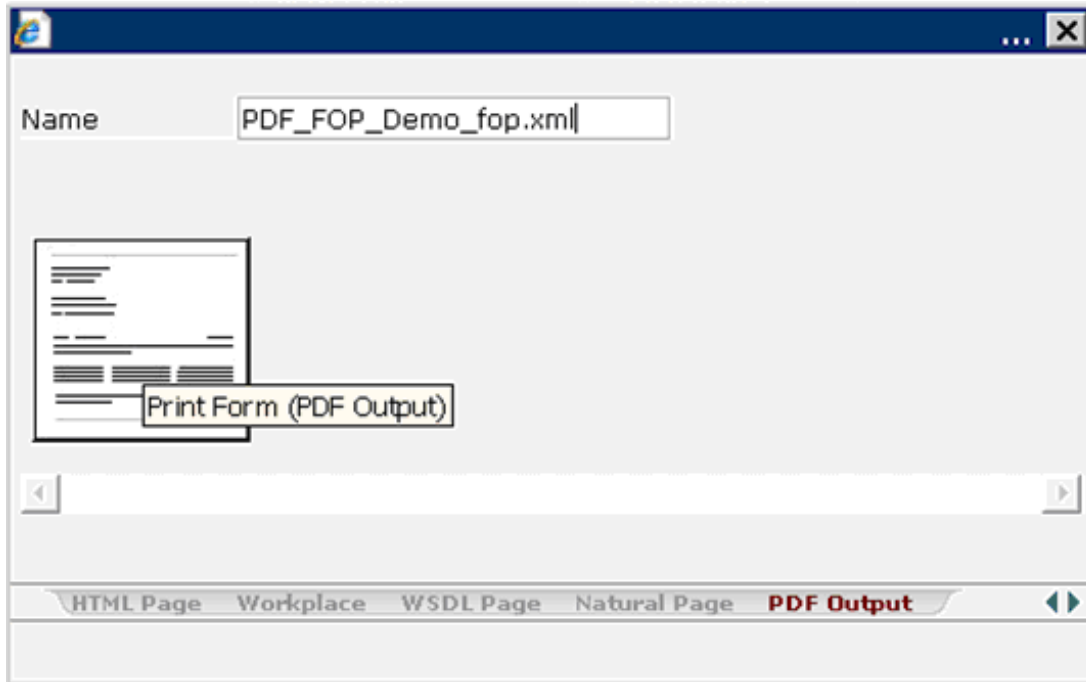 ...
Name PDF_FOP_Demo_fop.xml
Print Form (PDF Output)
HTML Page Workplace WSDL Page Natural Page PDF Output